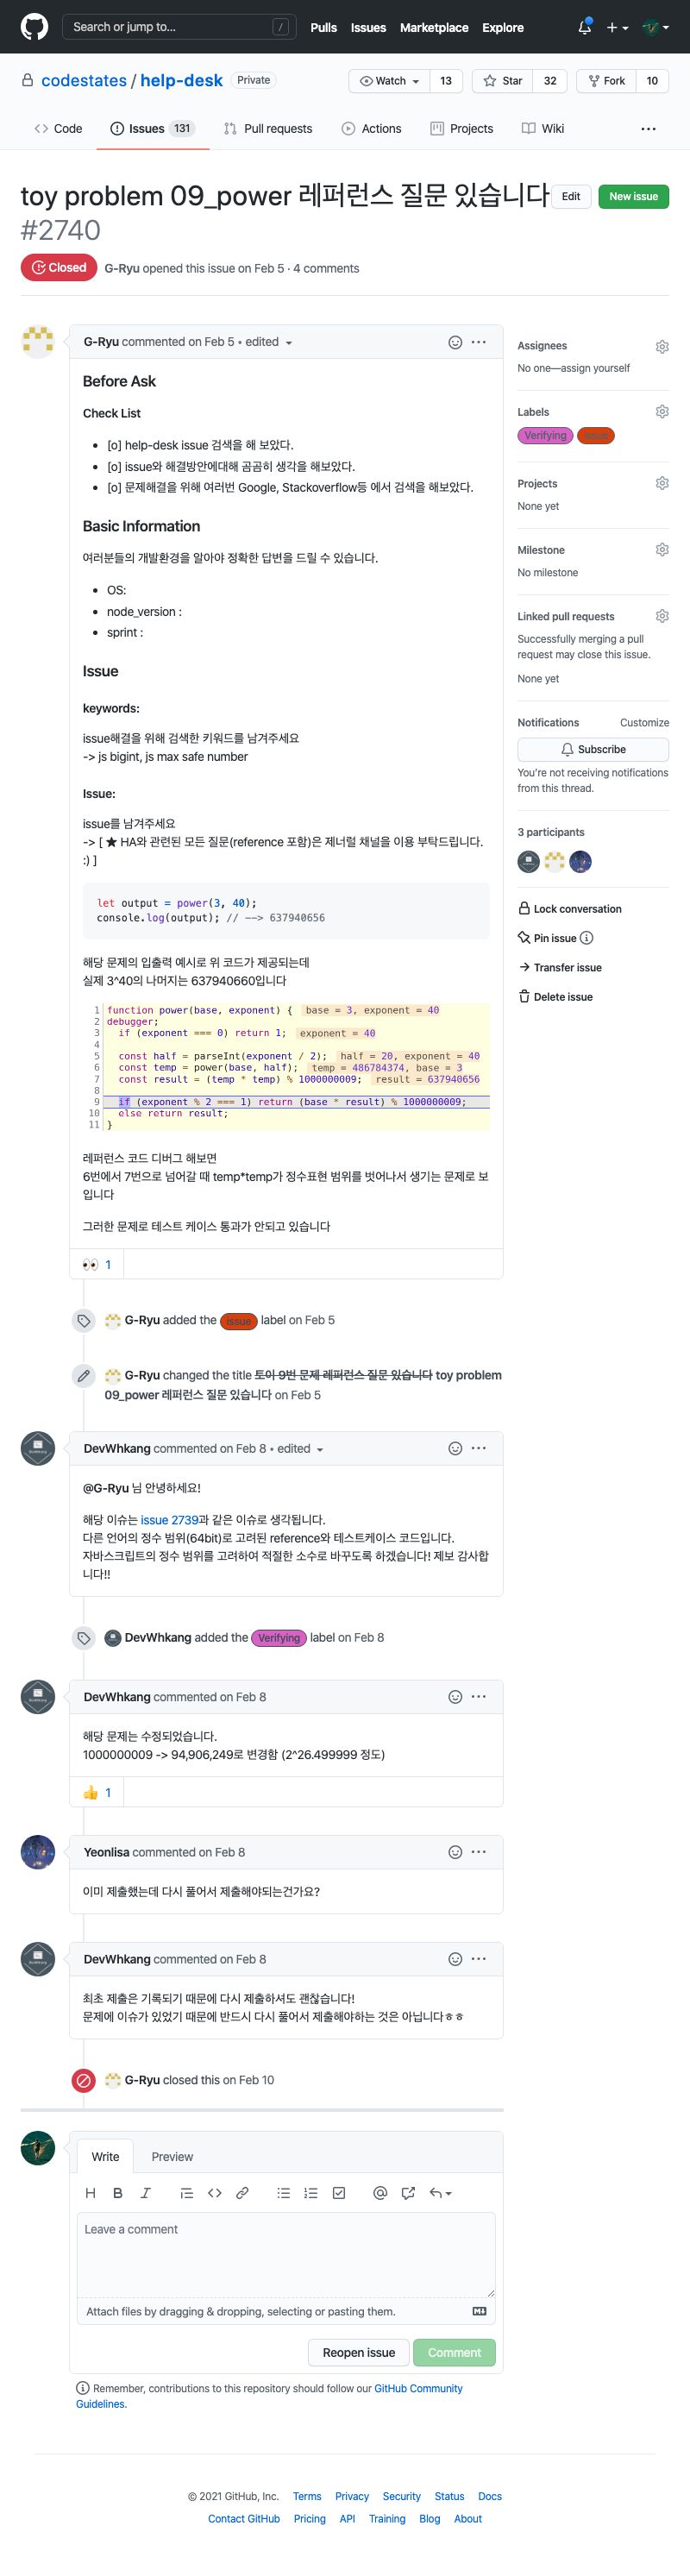 Search or jump to...
/
Pulls Issues Marketplace Explore
codestates / help-desk Private
Watch 13 Star 32 Fork 10
Code Issues 131 Pull requests Actions Projects Wiki
toy problem 09_power 레퍼런스 질문 있습니다
#2740
Edit New issue
Closed G-Ryu opened this issue on Feb 5 · 4 comments
G-Ryu commented on Feb 5 • edited
Before Ask
Check List
[o] help-desk issue 검색을 해 보았다.
[o] issue와 해결방안에대해 곰곰히 생각을 해보았다.
[o] 문제해결을 위해 여러번 Google, Stackoverflow등 에서 검색을 해보았다.
Basic Information
여러분들의 개발환경을 알아야 정확한 답변을 드릴 수 있습니다.
OS:
node_version :
sprint :
Issue
keywords:
issue해결을 위해 검색한 키워드를 남겨주세요
-> js bigint, js max safe number
Issue:
issue를 남겨주세요
-> [ ★ HA와 관련된 모든 질문(reference 포함)은 제너럴 채널을 이용 부탁드립니다.
:) ]
let output = power(3, 40);
console.log(output); // --> 637940656
해당 문제의 입출력 예시로 위 코드가 제공되는데
실제 3^40의 나머지는 637940660입니다
1 function power(base, exponent) { base = 3, exponent = 40
2 debugger;
3 if (exponent === 0) return 1; exponent = 40
4
5 const half = parseInt(exponent / 2); half = 20, exponent = 40
6 const temp = power(base, half); temp = 486784374, base = 3
7 const result = (temp * temp) % 1000000009; result = 637940656
8
9 if (exponent % 2 === 1) return (base * result) % 1000000009;
10 else return result;
11 }
레퍼런스 코드 디버그 해보면
6번에서 7번으로 넘어갈 때 temp*temp가 정수표현 범위를 벗어나서 생기는 문제로 보
입니다
그러한 문제로 테스트 케이스 통과가 안되고 있습니다
👀 1
G-Ryu added the issue label on Feb 5
G-Ryu changed the title 토이 9번 문제 레퍼런스 질문 있습니다 toy problem
09_power 레퍼런스 질문 있습니다 on Feb 5
DevWhkang commented on Feb 8 • edited
@G-Ryu 님 안녕하세요!
해당 이슈는 issue 2739과 같은 이슈로 생각됩니다.
다른 언어의 정수 범위(64bit)로 고려된 reference와 테스트케이스 코드입니다.
자바스크립트의 정수 범위를 고려하여 적절한 소수로 바꾸도록 하겠습니다! 제보 감사합
니다!!
DevWhkang added the Verifying label on Feb 8
DevWhkang commented on Feb 8
해당 문제는 수정되었습니다.
1000000009 -> 94,906,249로 변경함 (2^26.499999 정도)
👍 1
Yeonlisa commented on Feb 8
이미 제출했는데 다시 풀어서 제출해야되는건가요?
DevWhkang commented on Feb 8
최초 제출은 기록되기 때문에 다시 제출하셔도 괜찮습니다!
문제에 이슈가 있었기 때문에 반드시 다시 풀어서 제출해야하는 것은 아닙니다ㅎㅎ
G-Ryu closed this on Feb 10
Write Preview
Leave a comment
Attach files by dragging & dropping, selecting or pasting them.
Reopen issue Comment
Remember, contributions to this repository should follow our GitHub Community
Guidelines.
Assignees
No one—assign yourself
Labels
Verifying issue
Projects
None yet
Milestone
No milestone
Linked pull requests
Successfully merging a pull
request may close this issue.
None yet
Notifications Customize
Subscribe
You're not receiving notifications
from this thread.
3 participants
Lock conversation
Pin issue
Transfer issue
Delete issue
© 2021 GitHub, Inc. Terms Privacy Security Status Docs
Contact GitHub Pricing API Training Blog About